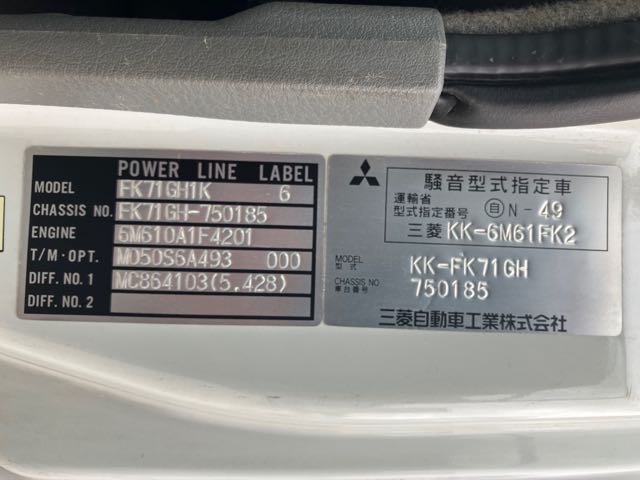 POWER LINE LABEL
MODEL FK71GH1K 6
CHASSIS NO. FK71GH-750185
ENGINE 6M610A1F4201
T/M・OPT. M050S6A493 000
DIFF. NO. 1 MC864103(5.428)
DIFF. NO. 2
騒音型式指定車
運輸省
型式指定番号 自 N-49
三菱 KK-6M61FK2
MODEL
型式 KK-FK71GH
CHASSIS NO
車台番号 750185
三菱自動車工業株式会社